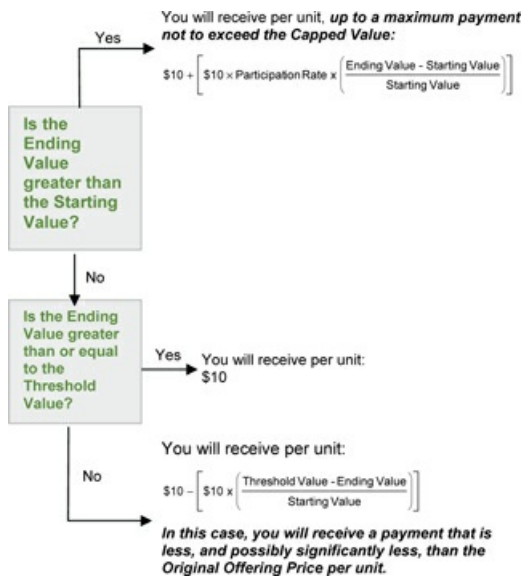 You will receive per unit, up to a maximum payment
not to exceed the Capped Value:
Yes
$10 + [ $10 × Participation Rate x ( Ending Value - Starting Value / Starting Value ) ]
Is the
Ending
Value
greater than
the Starting
Value?
No
Is the Ending
Value greater
than or equal
to the
Threshold
Value?
Yes
You will receive per unit:
$10
You will receive per unit:
No
$10 – [ $10 x ( Threshold Value - Ending Value / Starting Value ) ]
In this case, you will receive a payment that is
less, and possibly significantly less, than the
Original Offering Price per unit.